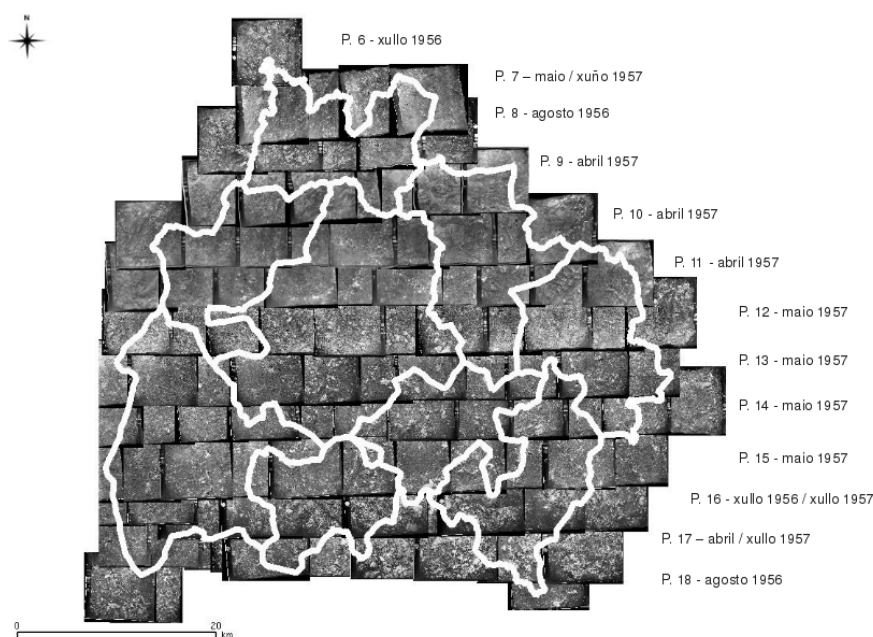 N
P. 6 - xullo 1956
P. 7 – maio / xuño 1957
P. 8 - agosto 1956
P. 9 - abril 1957
P. 10 - abril 1957
P. 11 - abril 1957
P. 12 - maio 1957
P. 13 - maio 1957
P. 14 - maio 1957
P. 15 - maio 1957
P. 16 - xullo 1956 / xullo 1957
P. 17 – abril / xullo 1957
P. 18 - agosto 1956
0 20
km